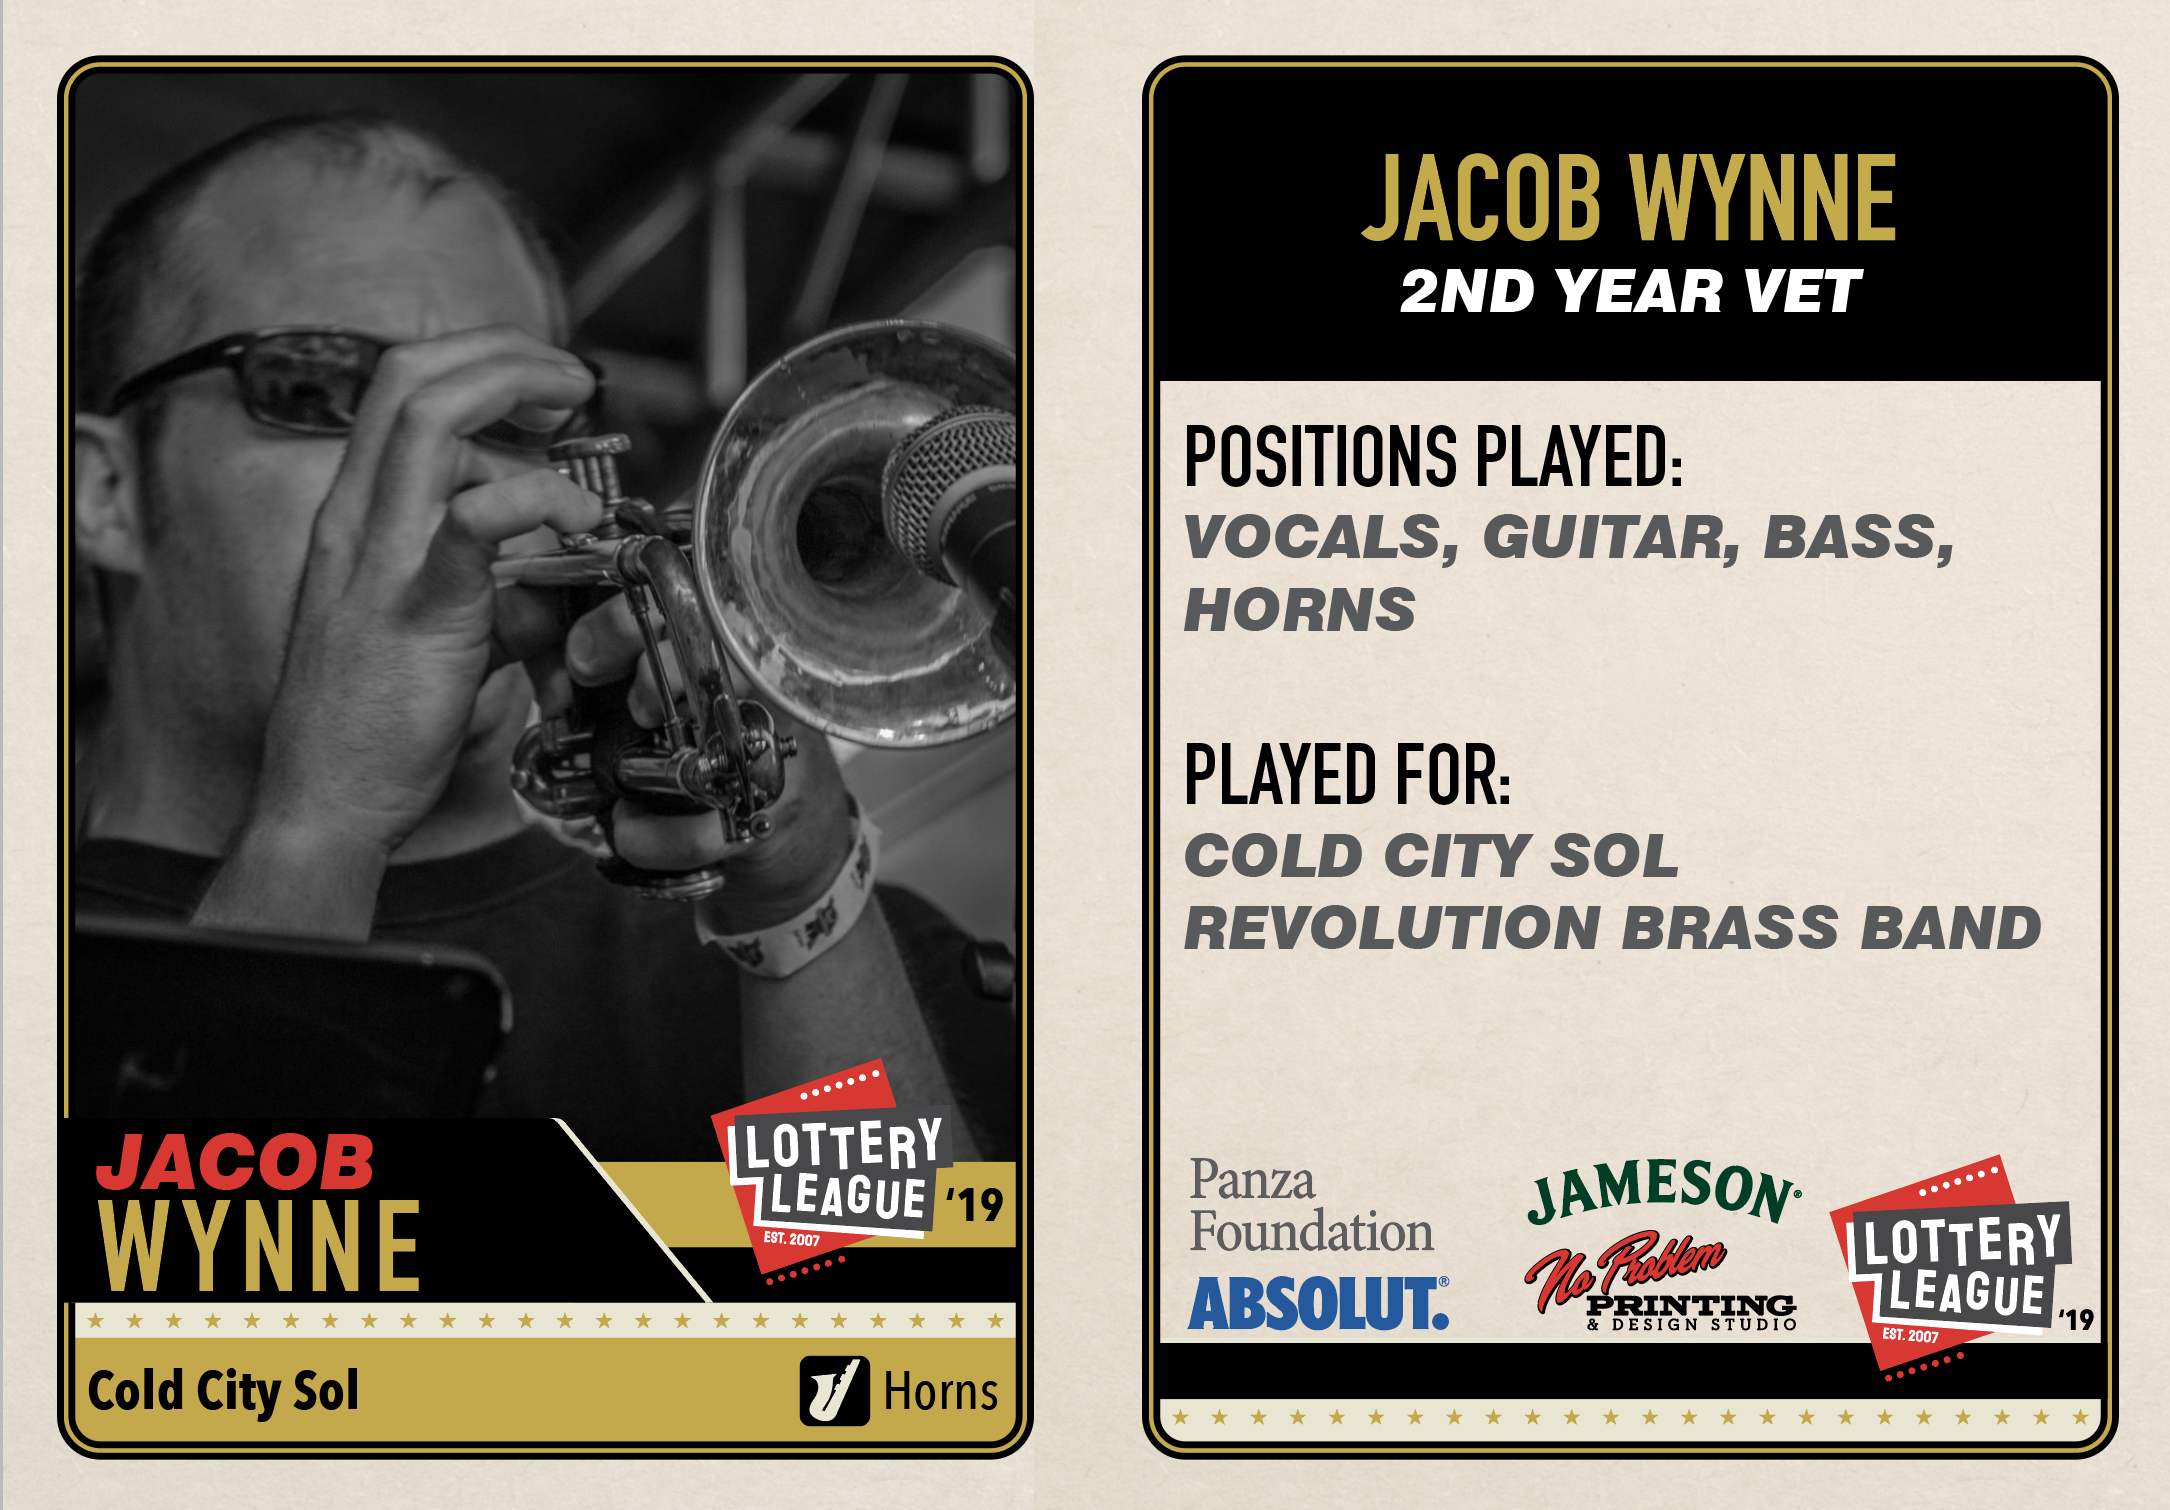 JACOB
WYNNE
LOTTERY
LEAGUE
EST. 2007
'19
Cold City Sol
Horns
JACOB WYNNE
2ND YEAR VET
POSITIONS PLAYED:
VOCALS, GUITAR, BASS,
HORNS
PLAYED FOR:
COLD CITY SOL
REVOLUTION BRASS BAND
Panza
Foundation
ABSOLUT.®
JAMESON®
No Problem
PRINTING
& DESIGN STUDIO
LOTTERY
LEAGUE
EST. 2007
'19